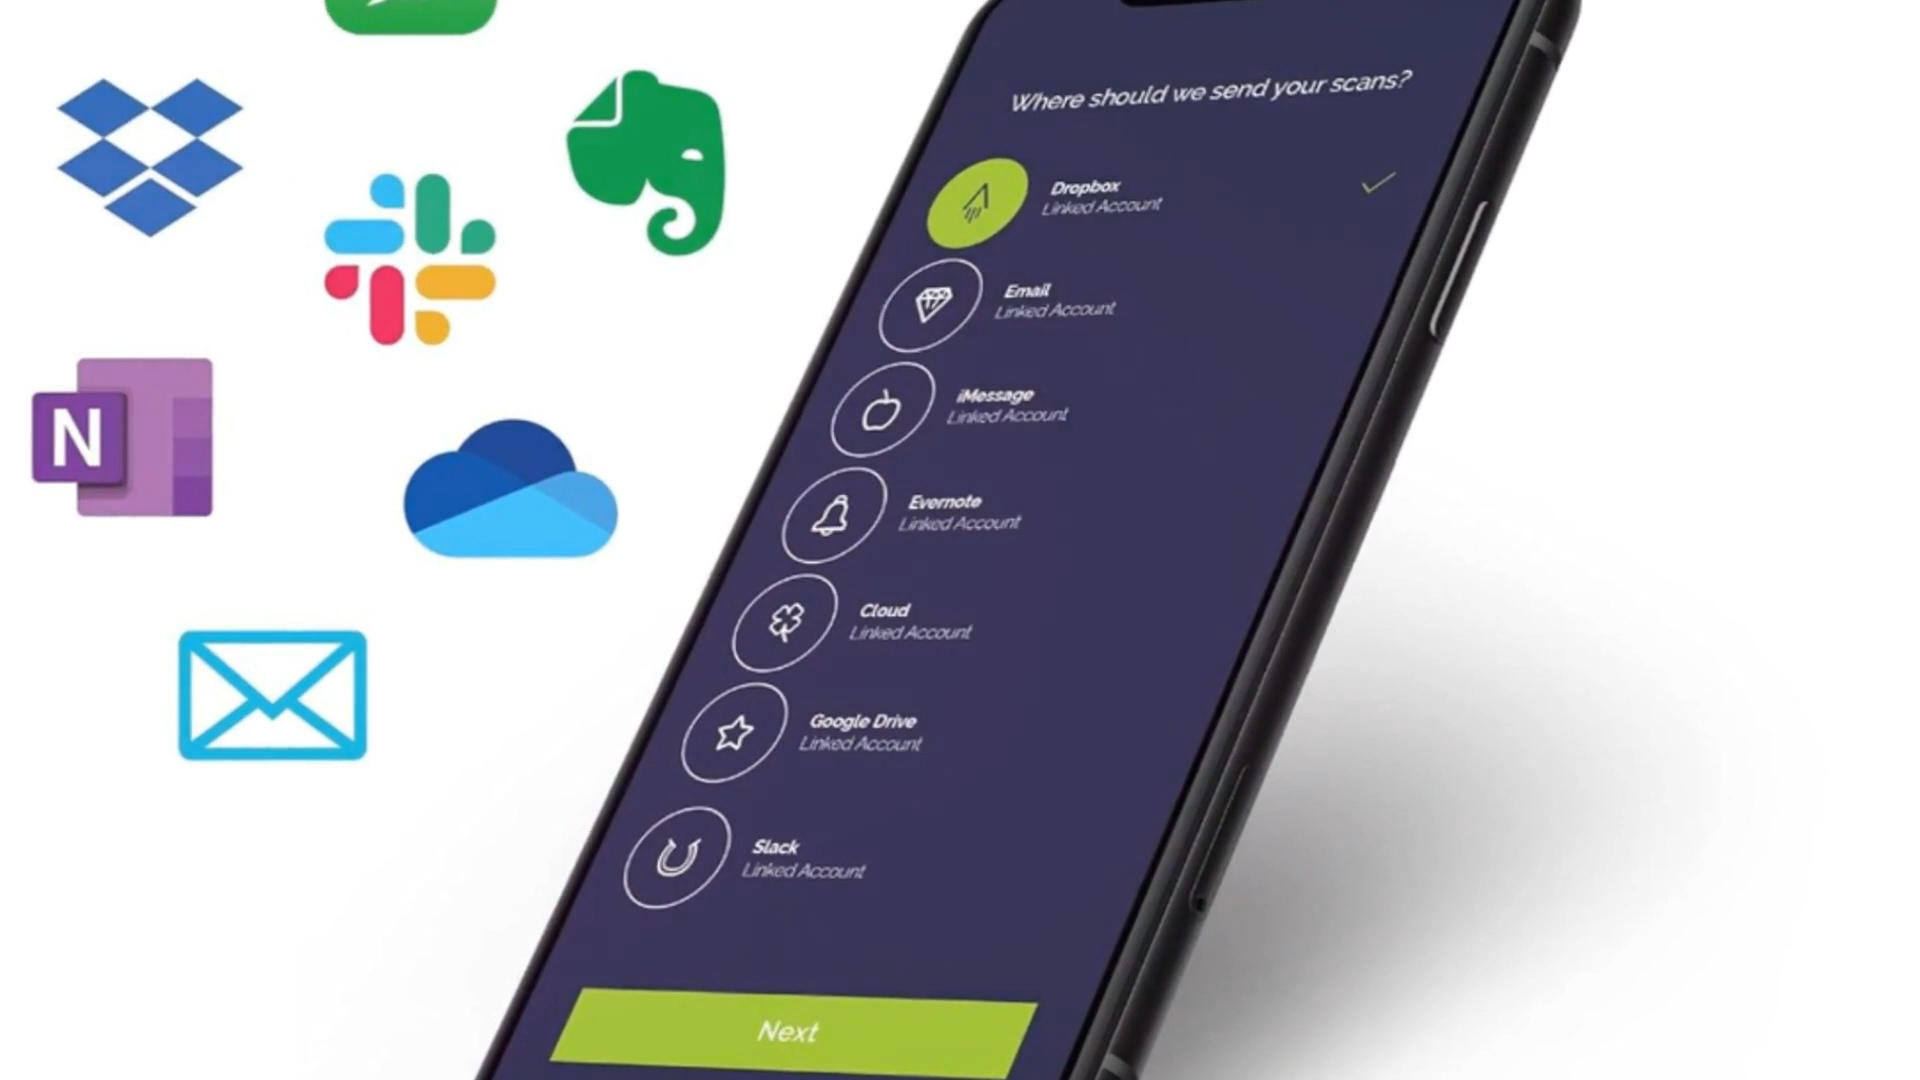 Where should we send your scans?
Dropbox
Linked Account
Email
Linked Account
iMessage
Linked Account
Evernote
Linked Account
Cloud
Linked Account
Google Drive
Linked Account
Slack
Linked Account
Next
N